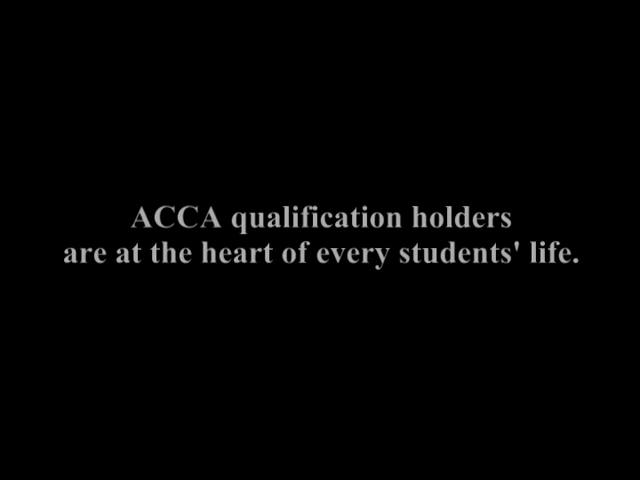 ACCA qualification holders
are at the heart of every students' life.